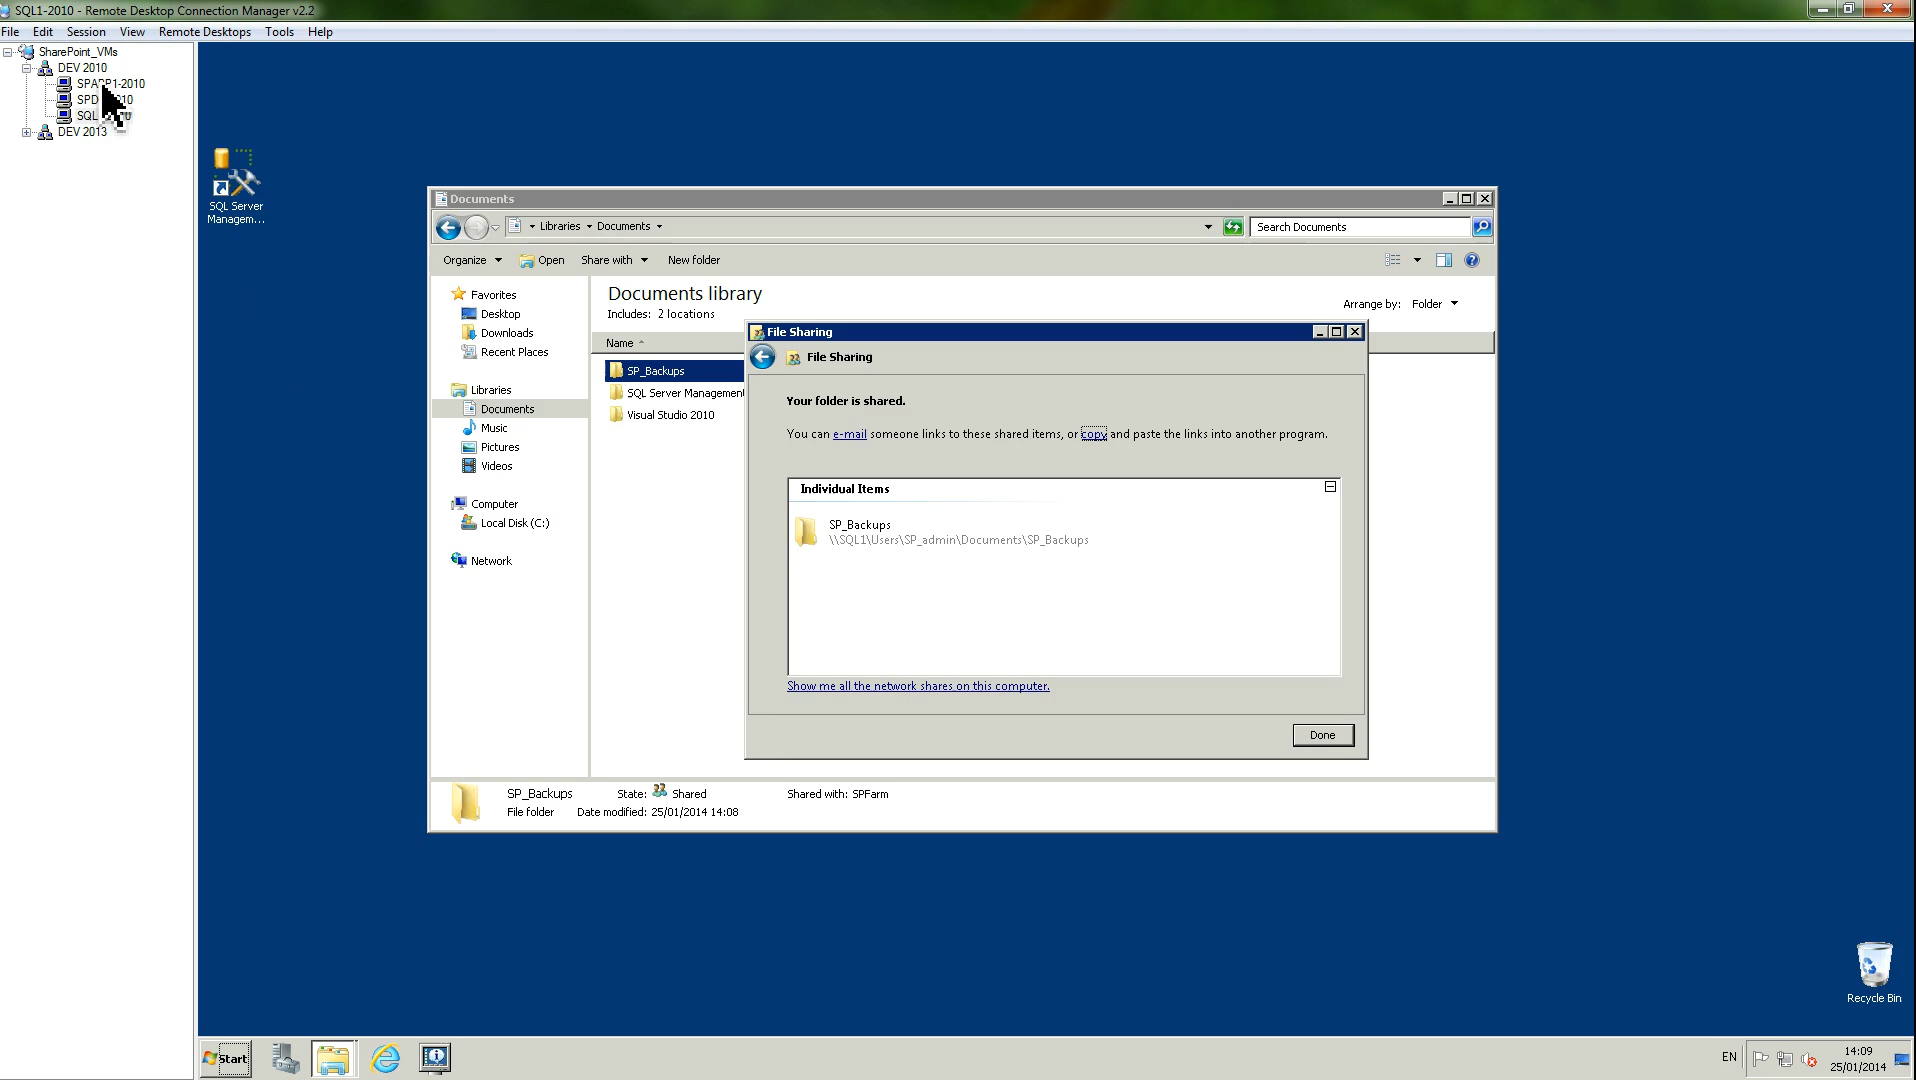 SQL1-2010 - Remote Desktop Connection Manager v2.2
File Edit Session View Remote Desktops Tools Help
SharePoint_VMs
DEV 2010
SPAPP1-2010
DEV 2013
SQL Server
Managem...
Documents
Libraries Documents
Search Documents
Organize Open Share with New folder
Favorites
Desktop
Downloads
Recent Places
Libraries
Documents
Music
Pictures
Videos
Computer
Local Disk (C:)
Network
Documents library
Includes: 2 locations
Arrange by: Folder
Name
SP_Backups
SQL Server Management
Visual Studio 2010
File Sharing
File Sharing
Your folder is shared.
You can e-mail someone links to these shared items, or copy and paste the links into another program.
Individual Items
SP_Backups
\\SQL1\Users\SP_admin\Documents\SP_Backups
Show me all the network shares on this computer.
Done
SP_Backups State: Shared Shared with: SPFarm
File folder Date modified: 25/01/2014 14:08
Recycle Bin
Start
EN
14:09
25/01/2014